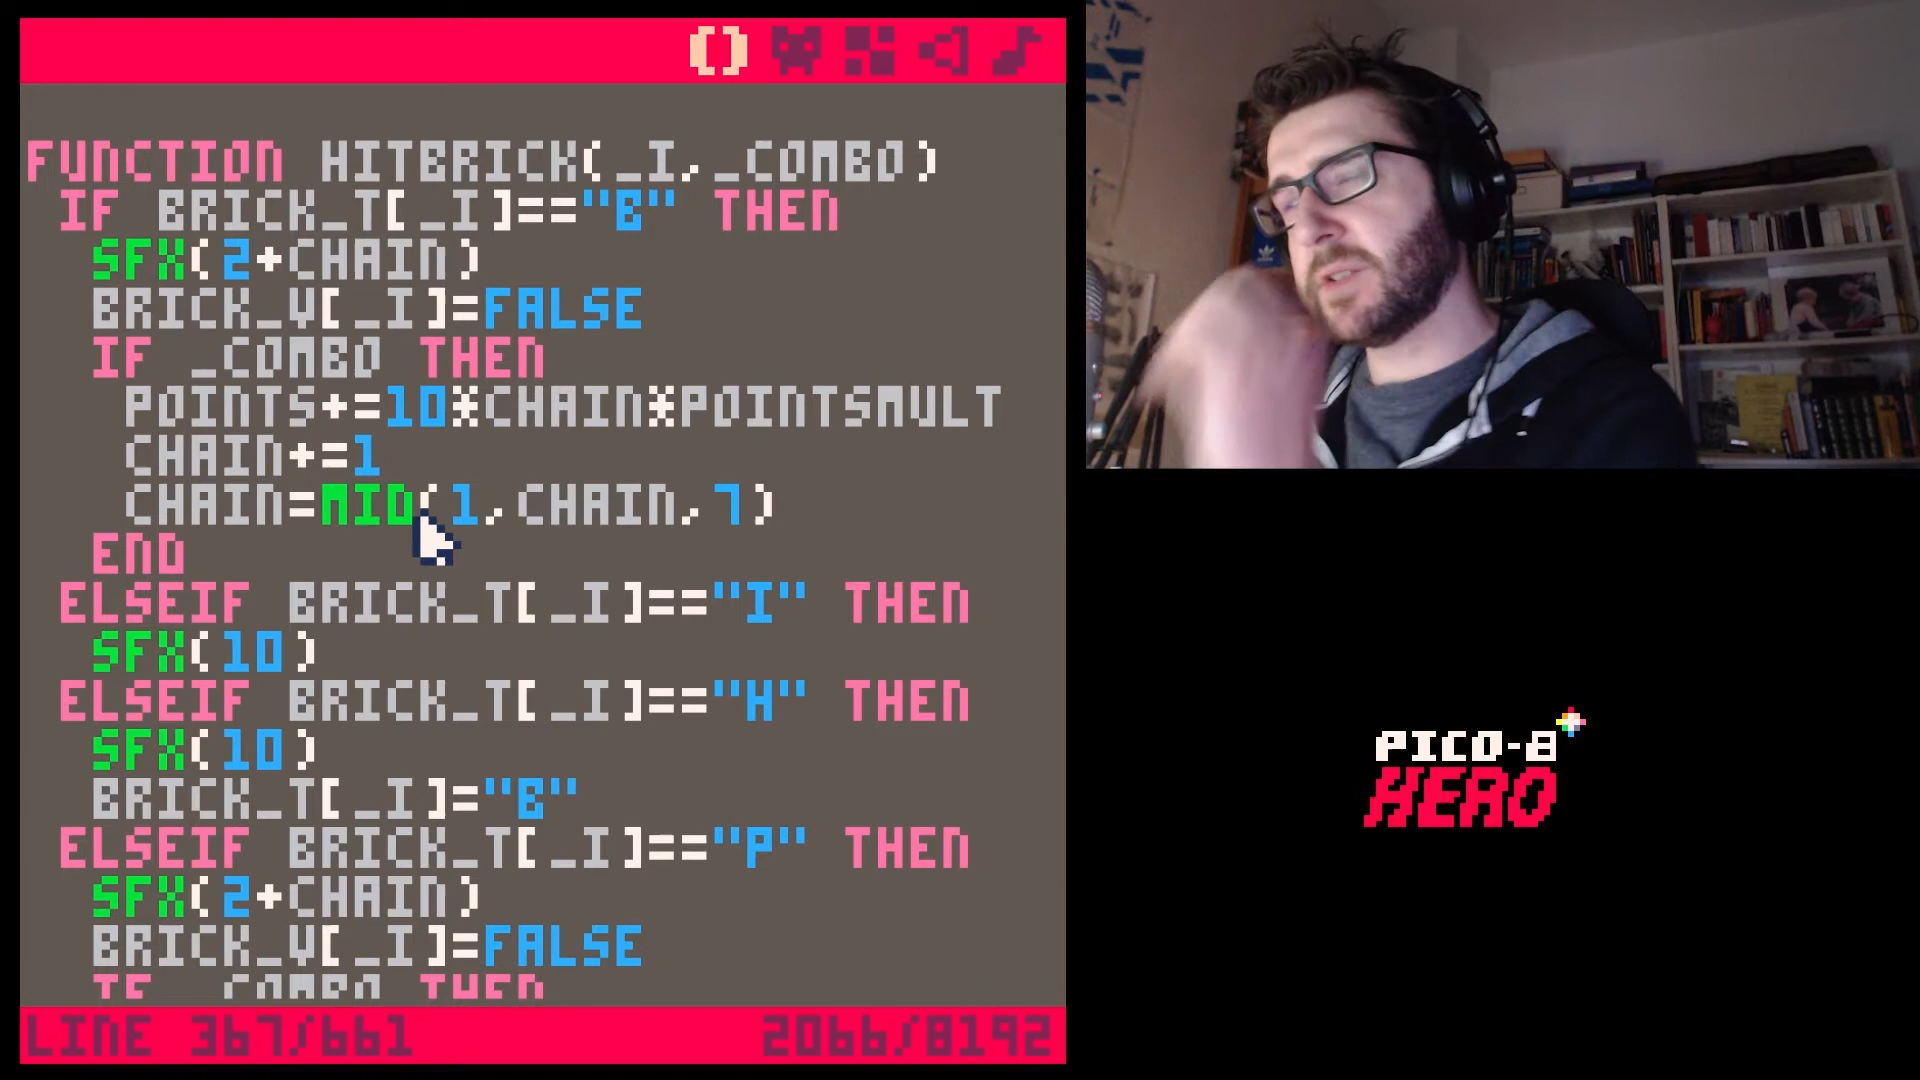 FUNCTION HITBRICK(_I,_COMBO)
IF BRICK_T[_I]=="B" THEN
SFX(2+CHAIN)
BRICK_V[_I]=FALSE
IF _COMBO THEN
POINTS+=10*CHAIN*POINTSMULT
CHAIN+=1
CHAIN=MID(1,CHAIN,7)
END
ELSEIF BRICK_T[_I]=="I" THEN
SFX(10)
ELSEIF BRICK_T[_I]=="H" THEN
SFX(10)
BRICK_T[_I]="B"
ELSEIF BRICK_T[_I]=="P" THEN
SFX(2+CHAIN)
BRICK_V[_I]=FALSE
IF _COMBO THEN
LINE 367/661
2066/8192
PICO-8
HERO